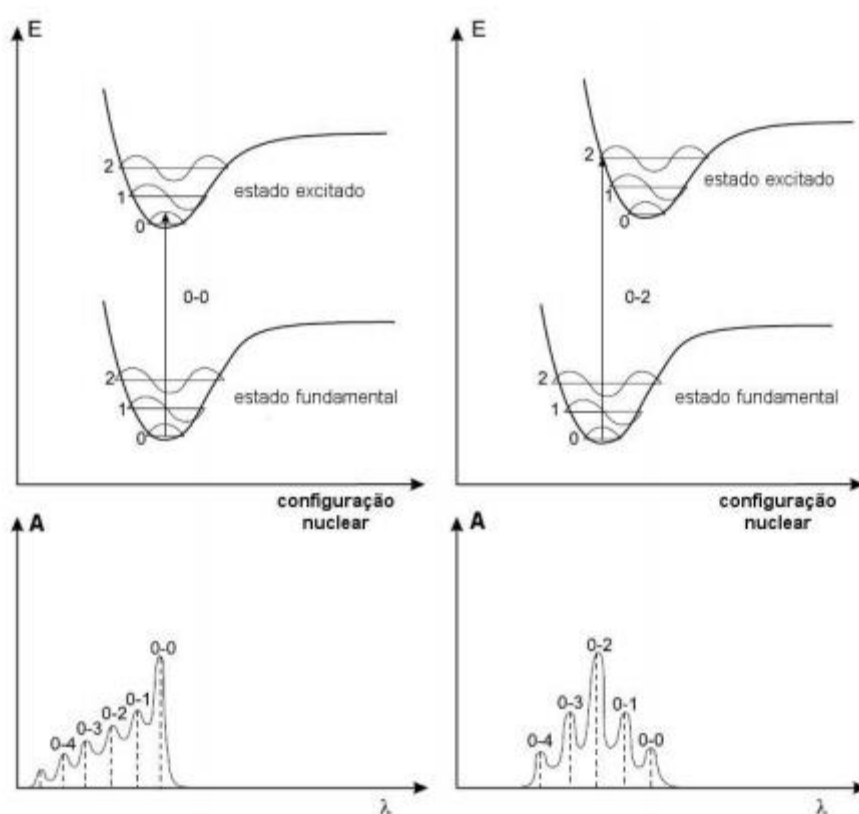 E
2
1
0
estado excitado
0-0
2
1
0
estado fundamental
configuração
nuclear
E
2
1
0
estado excitado
0-2
2
1
0
estado fundamental
configuração
nuclear
A
0-0
0-1
0-2
0-3
0-4
λ
A
0-2
0-3
0-1
0-4
0-0
λ